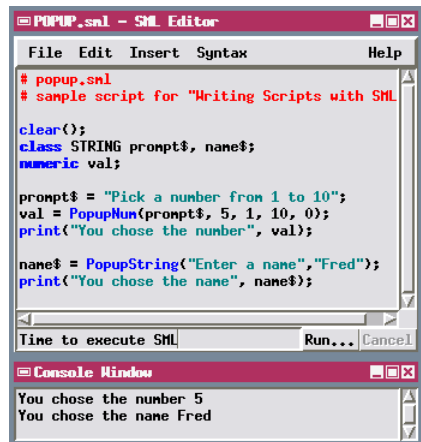 POPUP.sml - SML Editor
File Edit Insert Syntax Help
# popup.sml
# sample script for "Writing Scripts with SML
clear();
class STRING prompt$, name$;
numeric val;
prompt$ = "Pick a number from 1 to 10";
val = PopupNum(prompt$, 5, 1, 10, 0);
print("You chose the number", val);
name$ = PopupString("Enter a name","Fred");
print("You chose the name", name$);
Time to execute SML Run... Cancel
Console Window
You chose the number 5
You chose the name Fred